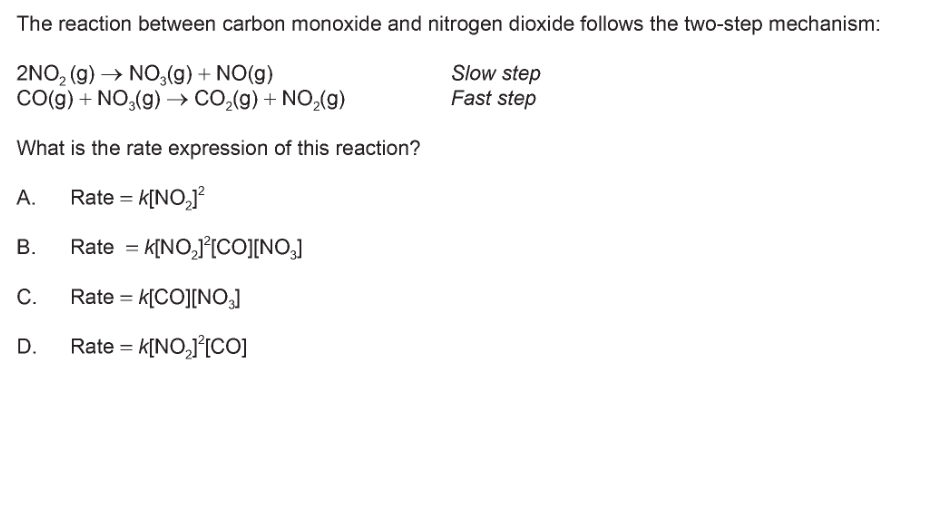 The reaction between carbon monoxide and nitrogen dioxide follows the two-step mechanism:
2NO₂ (g) → NO₃(g) + NO(g) Slow step
CO(g) + NO₃(g) → CO₂(g) + NO₂(g) Fast step
What is the rate expression of this reaction?
A. Rate = k[NO₂]²
B. Rate = k[NO₂]²[CO][NO₃]
C. Rate = k[CO][NO₃]
D. Rate = k[NO₂]²[CO]